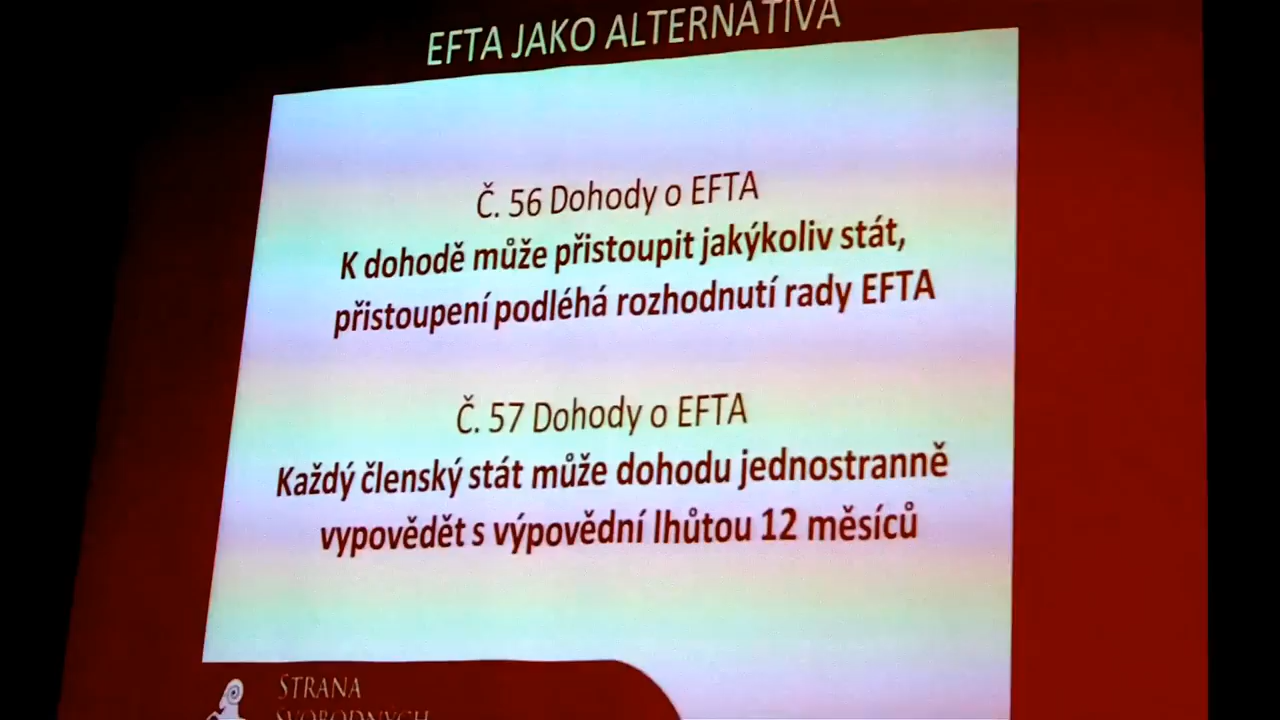 EFTA JAKO ALTERNATIVA
Č. 56 Dohody o EFTA
K dohodě může přistoupit jakýkoliv stát,
přistoupení podléhá rozhodnutí rady EFTA
Č. 57 Dohody o EFTA
Každý členský stát může dohodu jednostranně
vypovědět s výpovědní lhůtou 12 měsíců
STRANA
SVOBODNÝCH